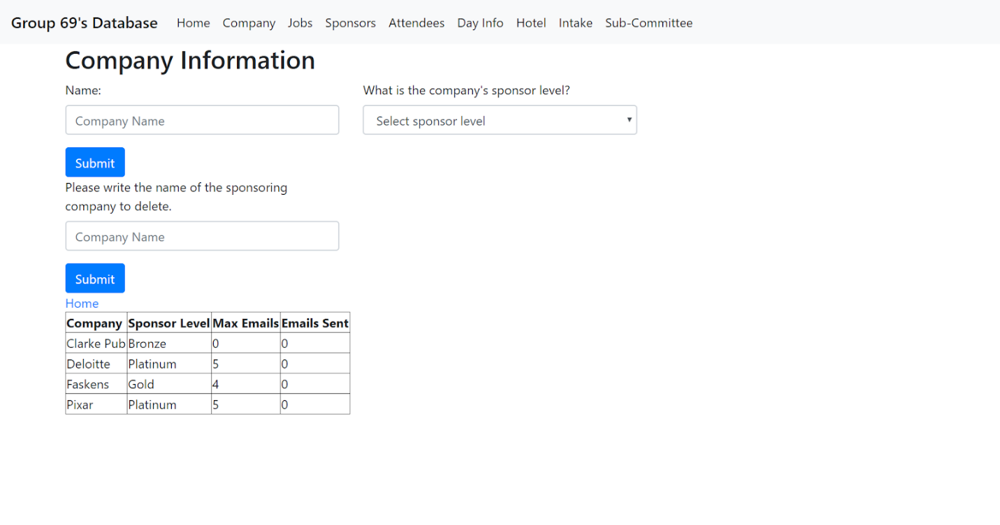 Group 69's Database Home Company Jobs Sponsors Attendees Day Info Hotel Intake Sub-Committee
Company Information
Name: What is the company's sponsor level?
Company Name Select sponsor level
Submit
Please write the name of the sponsoring
company to delete.
Company Name
Submit
Home
Company Sponsor Level Max Emails Emails Sent
Clarke Pub Bronze 0 0
Deloitte Platinum 5 0
Faskens Gold 4 0
Pixar Platinum 5 0